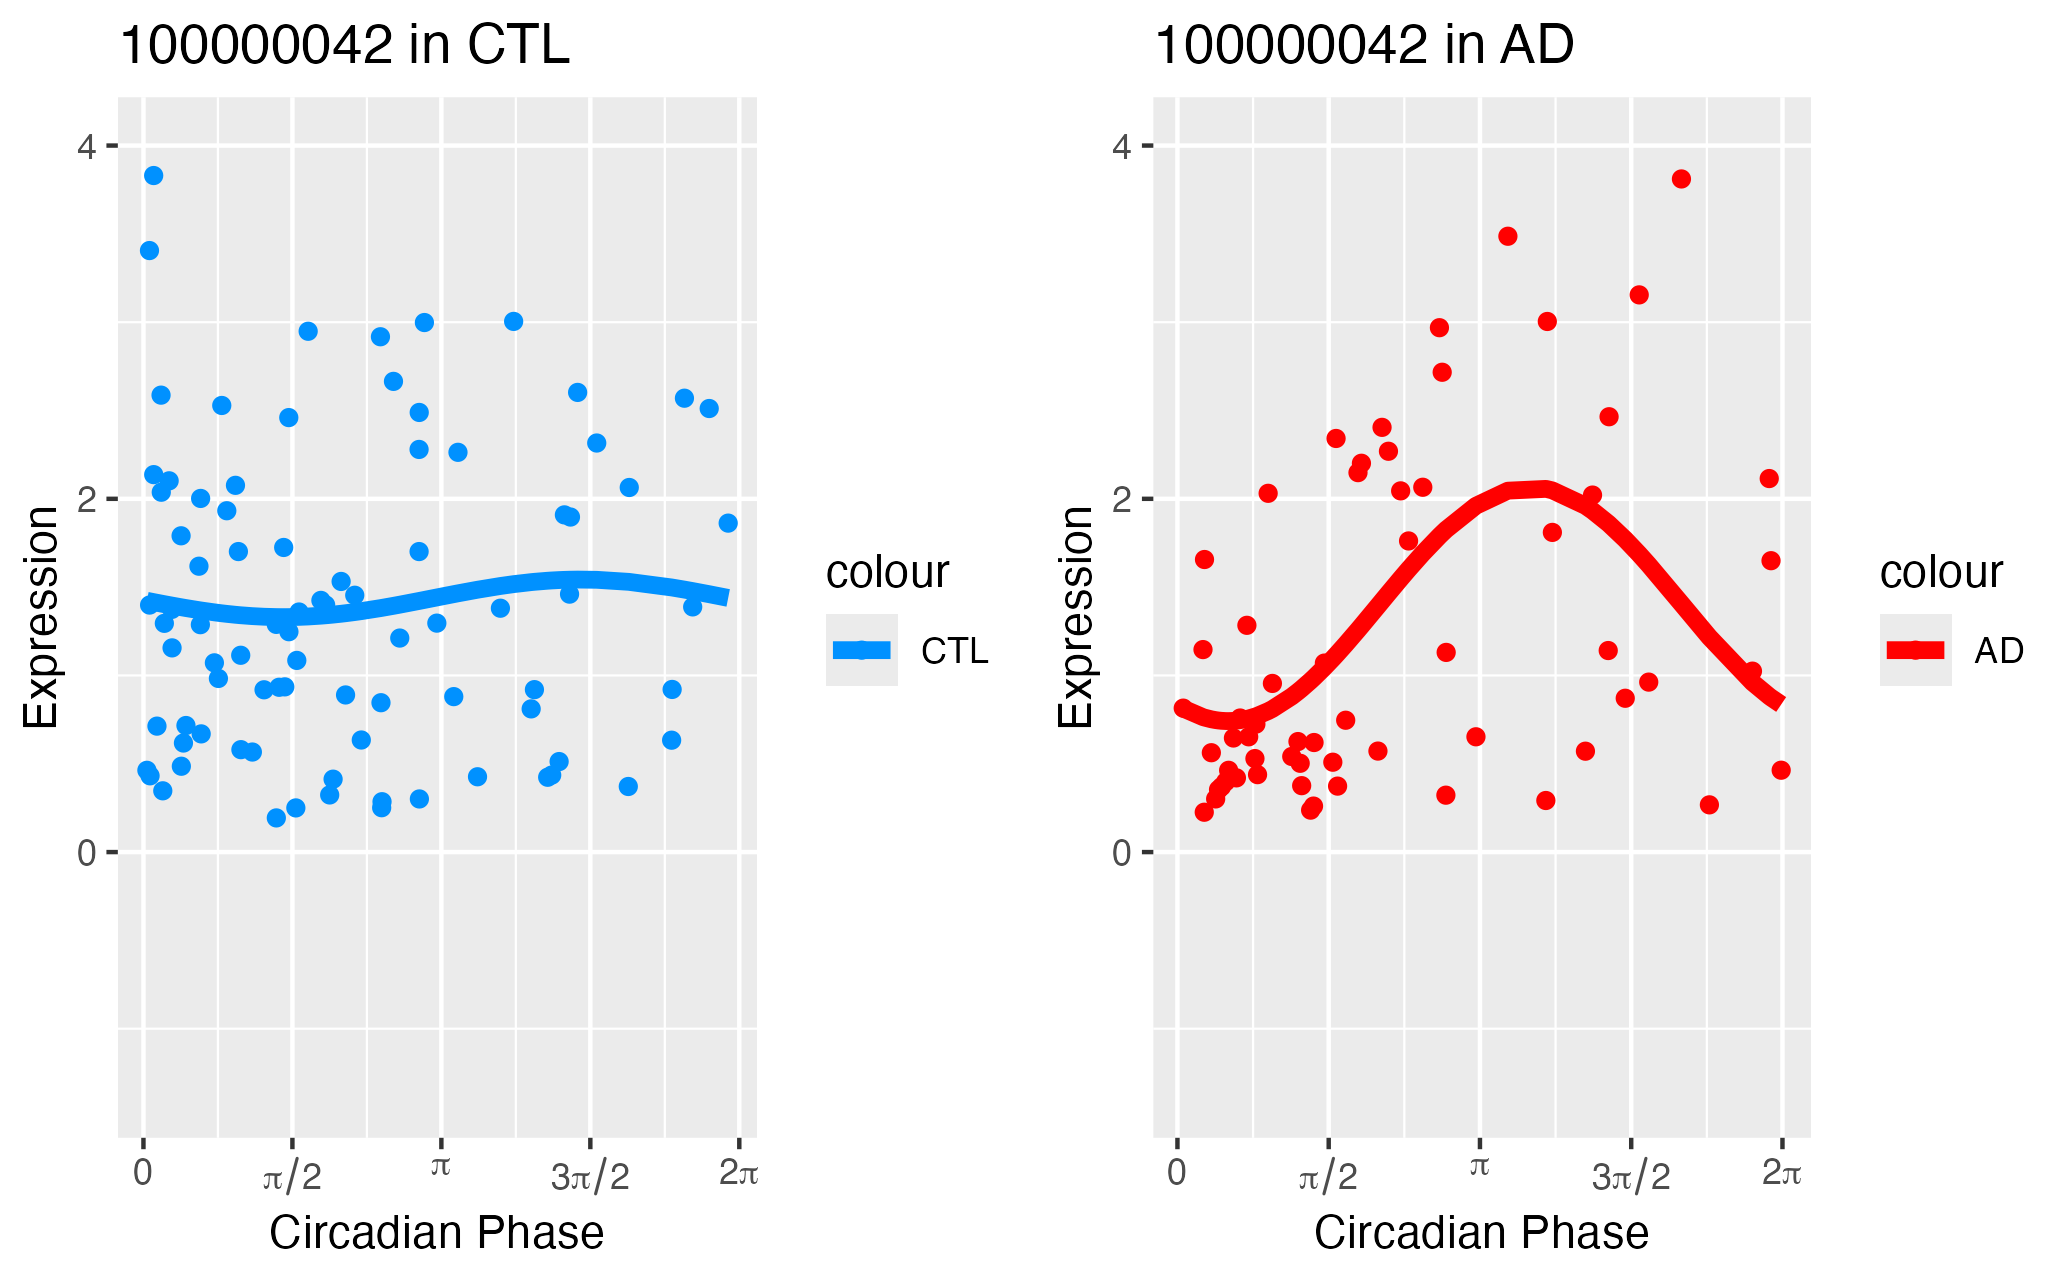 100000042 in CTL
4
2
0
Expression
0
π/2
π
3π/2
2π
Circadian Phase
colour
CTL
100000042 in AD
4
2
0
Expression
0
π/2
π
3π/2
2π
Circadian Phase
colour
AD